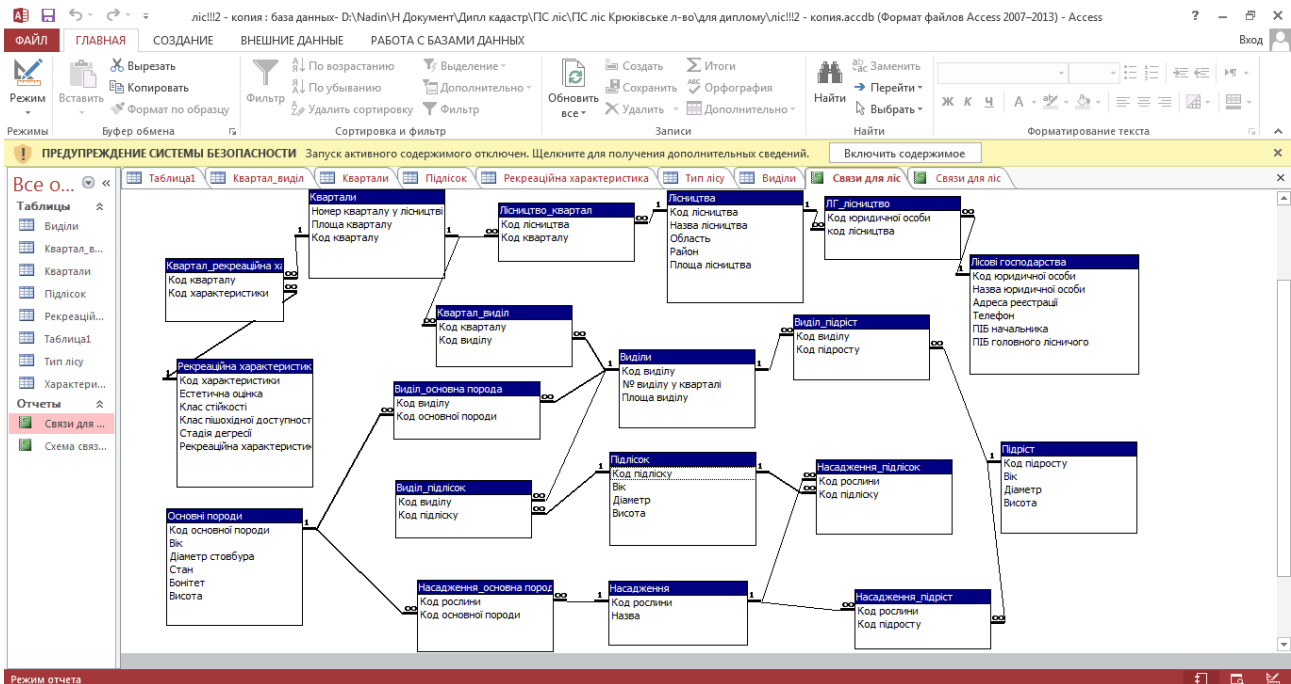 ліс!!!2 - копия : база данных- D:\Nadin\Н Документ\Дипл кадастр\ГІС ліс\ГІС ліс Крюківське л-во\для диплому\ліс!!!2 - копия.accdb (Формат файлов Access 2007–2013) - Access
ФАЙЛ ГЛАВНАЯ СОЗДАНИЕ ВНЕШНИЕ ДАННЫЕ РАБОТА С БАЗАМИ ДАННЫХ Вход
Режим
Вставить
Вырезать
Копировать
Формат по образцу
Фильтр
По возрастанию
По убыванию
Удалить сортировку
Выделение
Дополнительно
Фильтр
Обновить все
Создать
Сохранить
Удалить
Итоги
Орфография
Дополнительно
Найти
Заменить
Перейти
Выбрать
Ж К Ч
Режимы Буфер обмена Сортировка и фильтр Записи Найти Форматирование текста
ПРЕДУПРЕЖДЕНИЕ СИСТЕМЫ БЕЗОПАСНОСТИ Запуск активного содержимого отключен. Щелкните для получения дополнительных сведений. Включить содержимое
Все о...
Таблицы
Виділи
Квартал_в...
Квартали
Підлісок
Рекреацій...
Таблица1
Тип лісу
Характери...
Отчеты
Связи для ...
Схема связ...
Таблица1 Квартал_виділ Квартали Підлісок Рекреаційна характеристика Тип лісу Виділи Связи для ліс Связи для ліс
Квартали
Номер кварталу у лісництві
Площа кварталу
Код кварталу
Лісництво_квартал
Код лісництва
Код кварталу
Лісництва
Код лісництва
Назва лісництва
Область
Район
Площа лісництва
ЛГ_лісництво
Код юридичної особи
код лісництва
Лісові господарства
Код юридичної особи
Назва юридичної особи
Адреса реєстрації
Телефон
ПІБ начальника
ПІБ головного лісничого
Квартал_рекреаційна ха
Код кварталу
Код характеристики
Квартал_виділ
Код кварталу
Код виділу
Виділ_підріст
Код виділу
Код підросту
Виділи
Код виділу
№ виділу у кварталі
Площа виділу
Рекреаційна характеристик
Код характеристики
Естетична оцінка
Клас стійкості
Клас пішохідної доступност
Стадія дегресії
Рекреаційна характеристик
Виділ_основна порода
Код виділу
Код основної породи
Підріст
Код підросту
Вік
Діаметр
Висота
Підлісок
Код підліску
Вік
Діаметр
Висота
Насадження_підлісок
Код рослини
Код підліску
Виділ_підлісок
Код виділу
Код підліску
Основні породи
Код основної породи
Вік
Діаметр стовбура
Стан
Бонітет
Висота
Насадження_основна пород
Код рослини
Код основної породи
Насадження
Код рослини
Назва
Насадження_підріст
Код рослини
Код підросту
Режим отчета